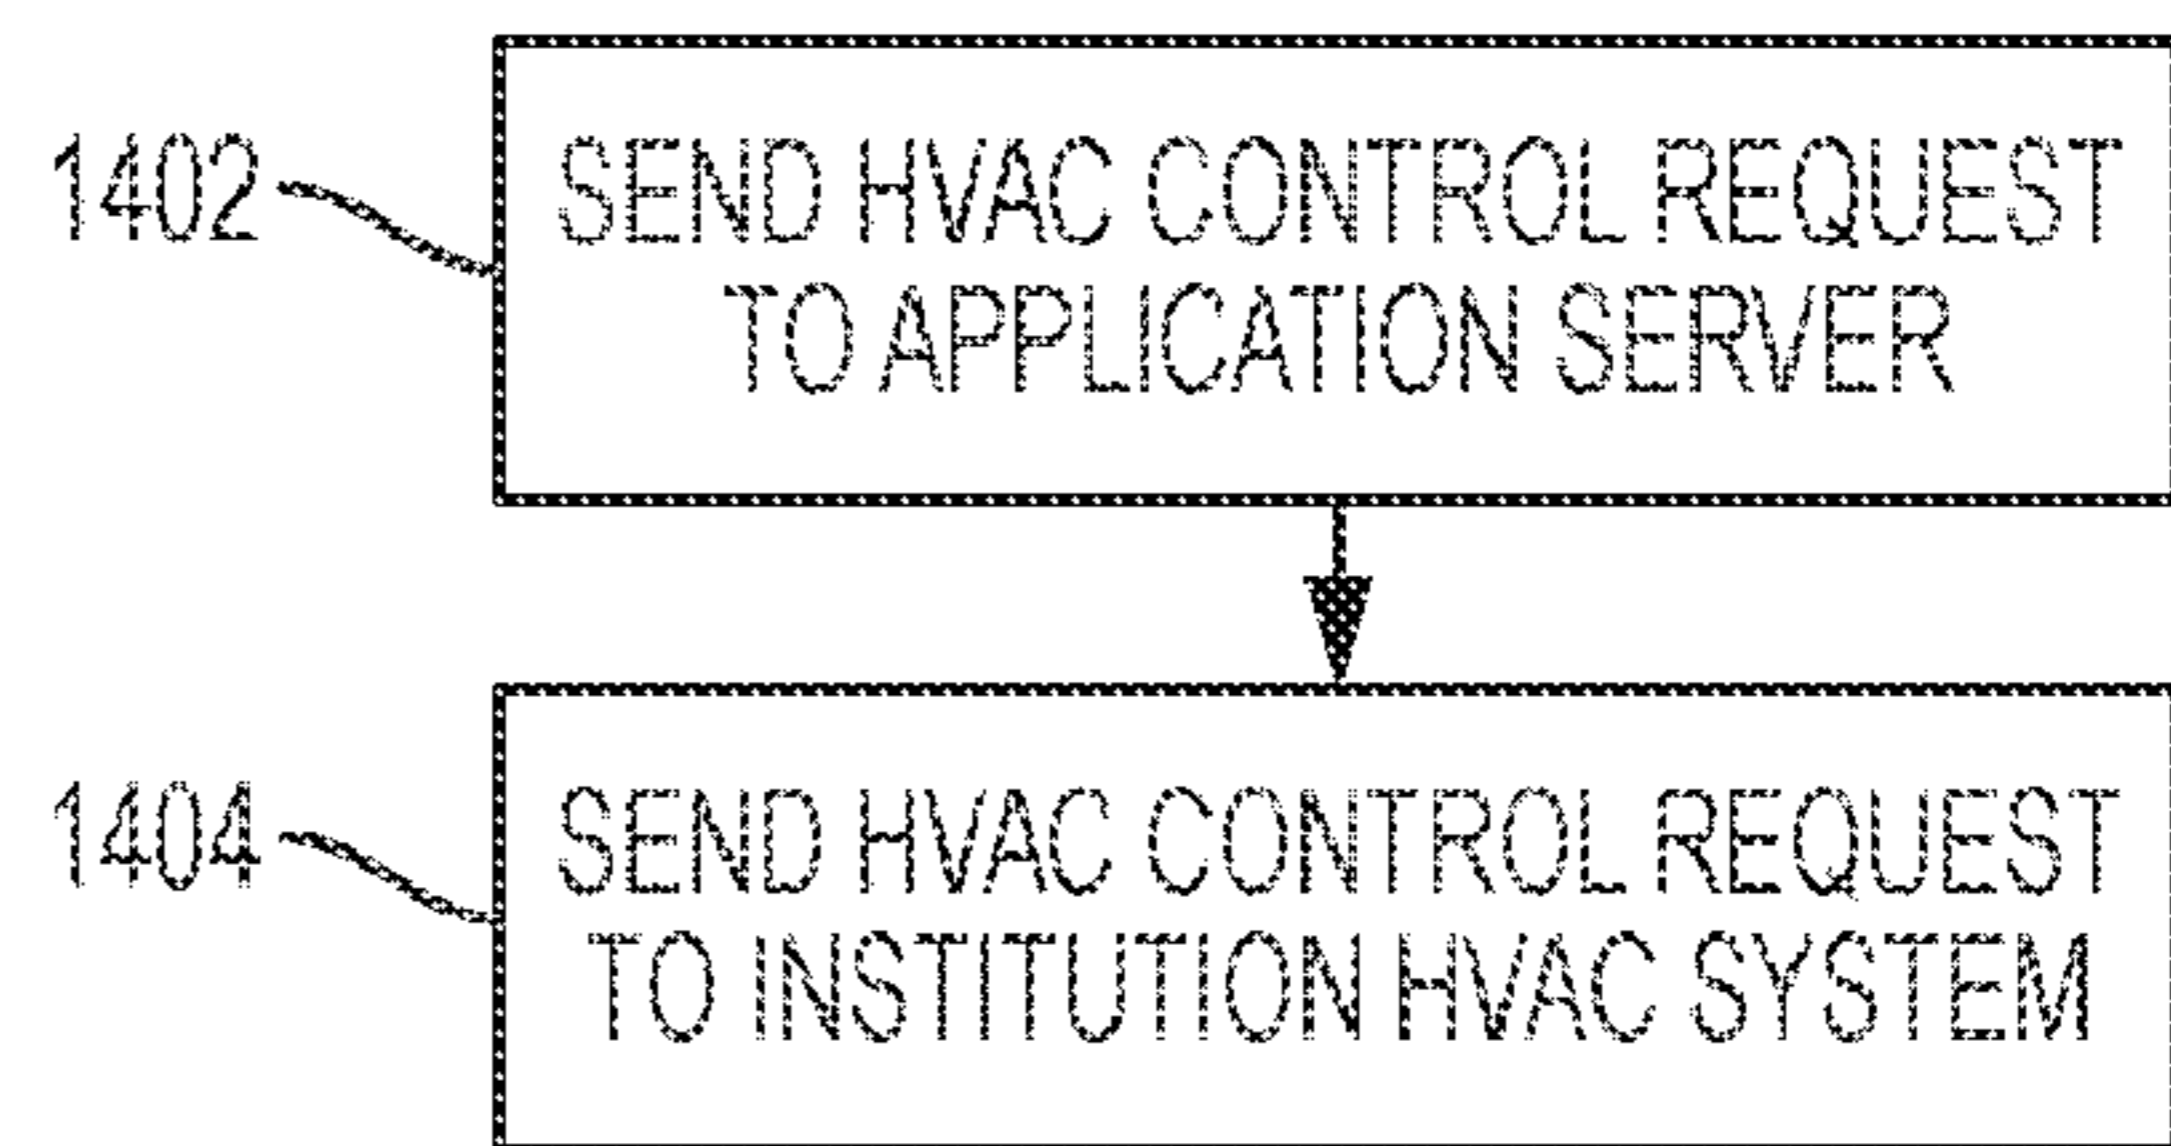 1402
SEND HVAC CONTROL REQUEST
TO APPLICATION SERVER
1404
SEND HVAC CONTROL REQUEST
TO INSTITUTION HVAC SYSTEM